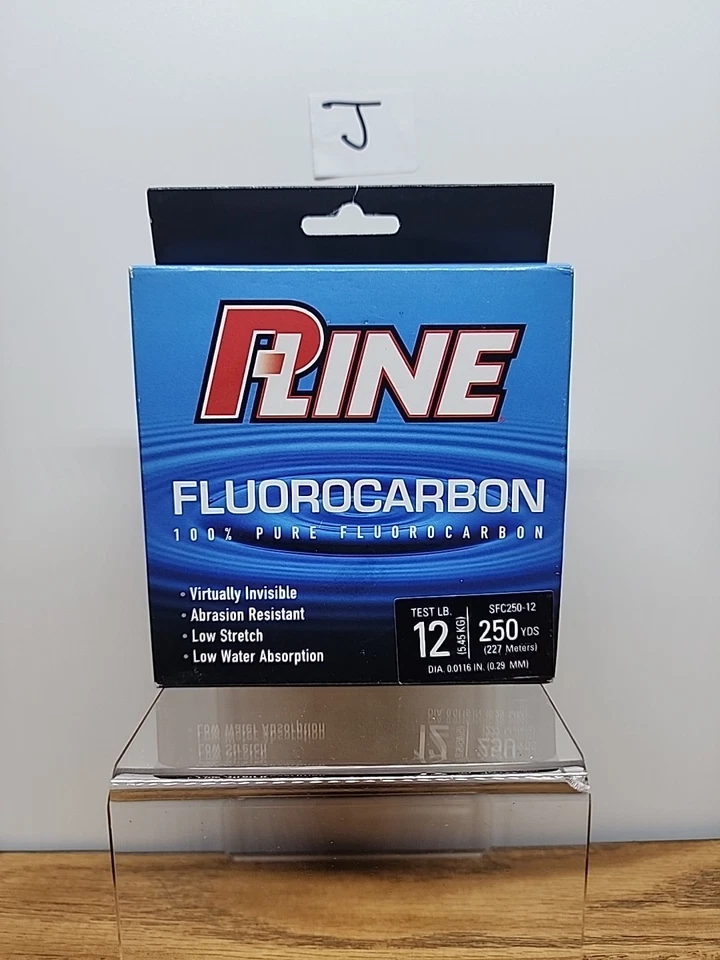 J
P-LINE
FLUOROCARBON
100% PURE FLUOROCARBON
• Virtually Invisible
• Abrasion Resistant
• Low Stretch
• Low Water Absorption
TEST LB.
12
(5.45 KG)
SFC250-12
250 YDS
(227 Meters)
DIA. 0.0116 IN. (0.29 MM)